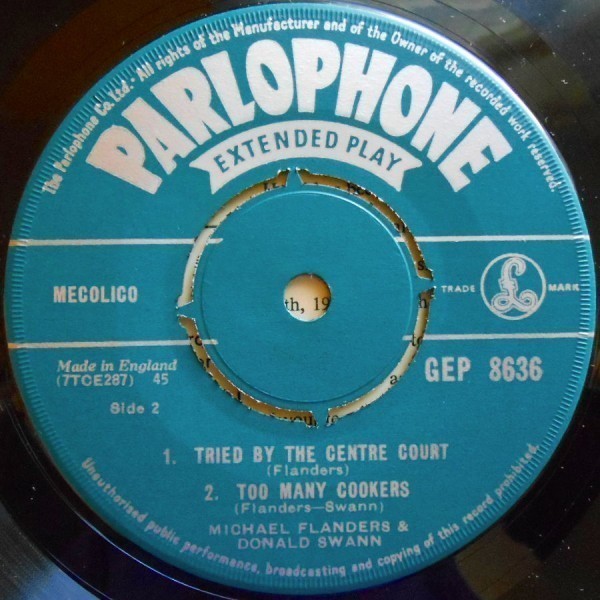 The Parlophone Co. Ltd. All rights of the Manufacturer and of the Owner of the recorded work reserved.
PARLOPHONE
EXTENDED PLAY
MECOLICO
TRADE £ MARK
th, 19
Made in England
(7TCE287) 45
GEP 8636
Side 2
1. TRIED BY THE CENTRE COURT
(Flanders)
2. TOO MANY COOKERS
(Flanders-Swann)
MICHAEL FLANDERS &
DONALD SWANN
Unauthorised public performance, broadcasting and copying of this record prohibited.